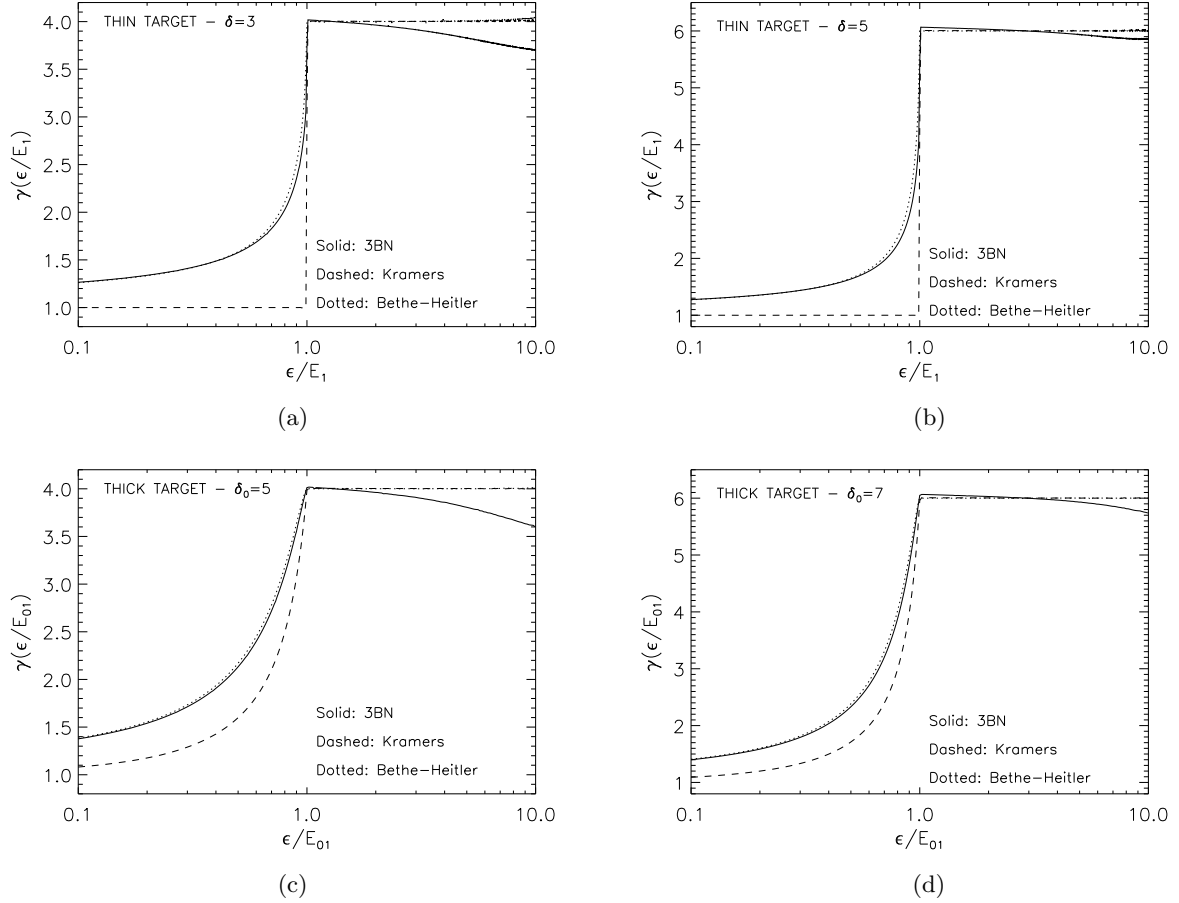 THIN TARGET – δ=3
4.0
3.5
3.0
2.5
2.0
1.5
1.0
γ(ϵ/E₁)
Solid: 3BN
Dashed: Kramers
Dotted: Bethe–Heitler
0.1
1.0
10.0
ϵ/E₁
(a)
THIN TARGET – δ=5
6
5
4
3
2
1
γ(ϵ/E₁)
Solid: 3BN
Dashed: Kramers
Dotted: Bethe–Heitler
0.1
1.0
10.0
ϵ/E₁
(b)
THICK TARGET – δ₀=5
4.0
3.5
3.0
2.5
2.0
1.5
1.0
γ(ϵ/E₀₁)
Solid: 3BN
Dashed: Kramers
Dotted: Bethe–Heitler
0.1
1.0
10.0
ϵ/E₀₁
(c)
THICK TARGET – δ₀=7
6
5
4
3
2
1
γ(ϵ/E₀₁)
Solid: 3BN
Dashed: Kramers
Dotted: Bethe–Heitler
0.1
1.0
10.0
ϵ/E₀₁
(d)